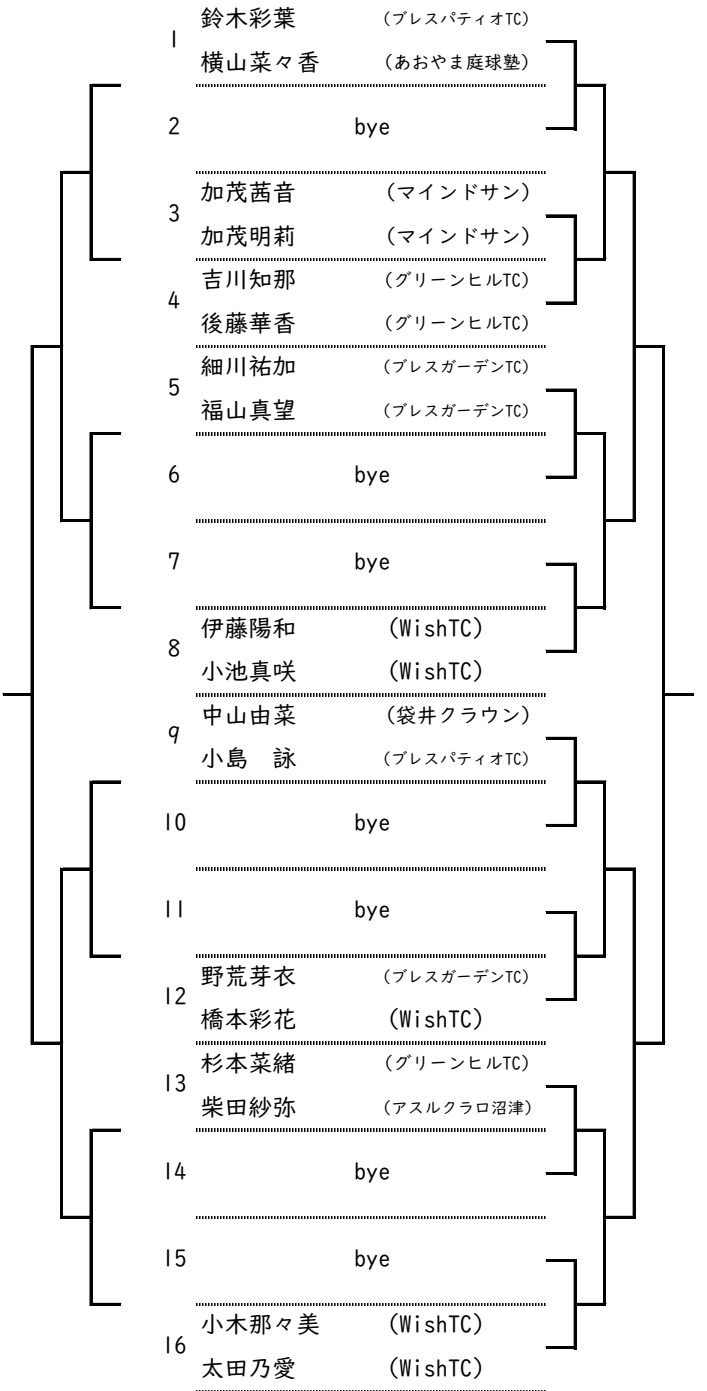 1 鈴木彩葉 (ブレスパティオTC)
横山菜々香 (あおやま庭球塾)
2 bye
3 加茂茜音 (マインドサン)
加茂明莉 (マインドサン)
4 吉川知那 (グリーンヒルTC)
後藤華香 (グリーンヒルTC)
5 細川祐加 (ブレスガーデンTC)
福山真望 (ブレスガーデンTC)
6 bye
7 bye
8 伊藤陽和 (WishTC)
小池真咲 (WishTC)
9 中山由菜 (袋井クラウン)
小島　詠 (ブレスパティオTC)
10 bye
11 bye
12 野荒芽衣 (ブレスガーデンTC)
橋本彩花 (WishTC)
13 杉本菜緒 (グリーンヒルTC)
柴田紗弥 (アスルクラロ沼津)
14 bye
15 bye
16 小木那々美 (WishTC)
太田乃愛 (WishTC)